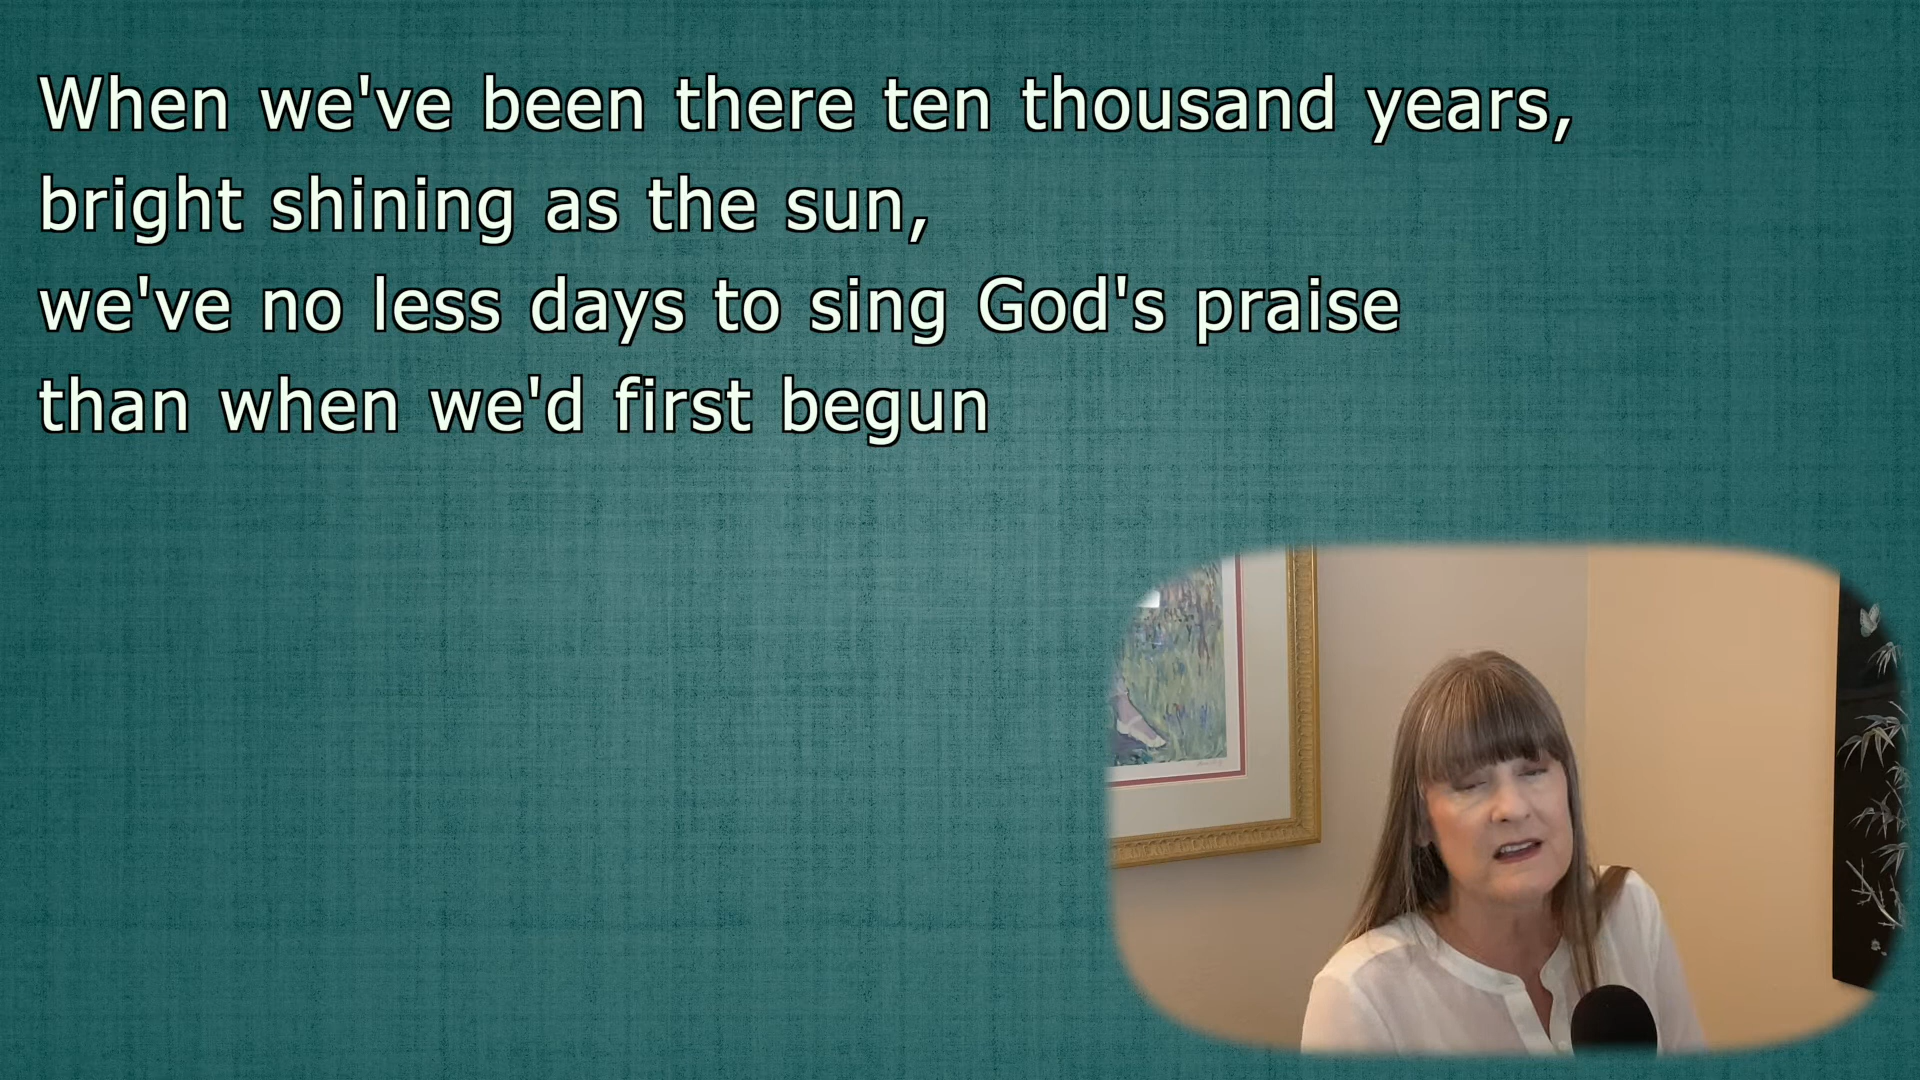 When we've been there ten thousand years,
bright shining as the sun,
we've no less days to sing God's praise
than when we'd first begun